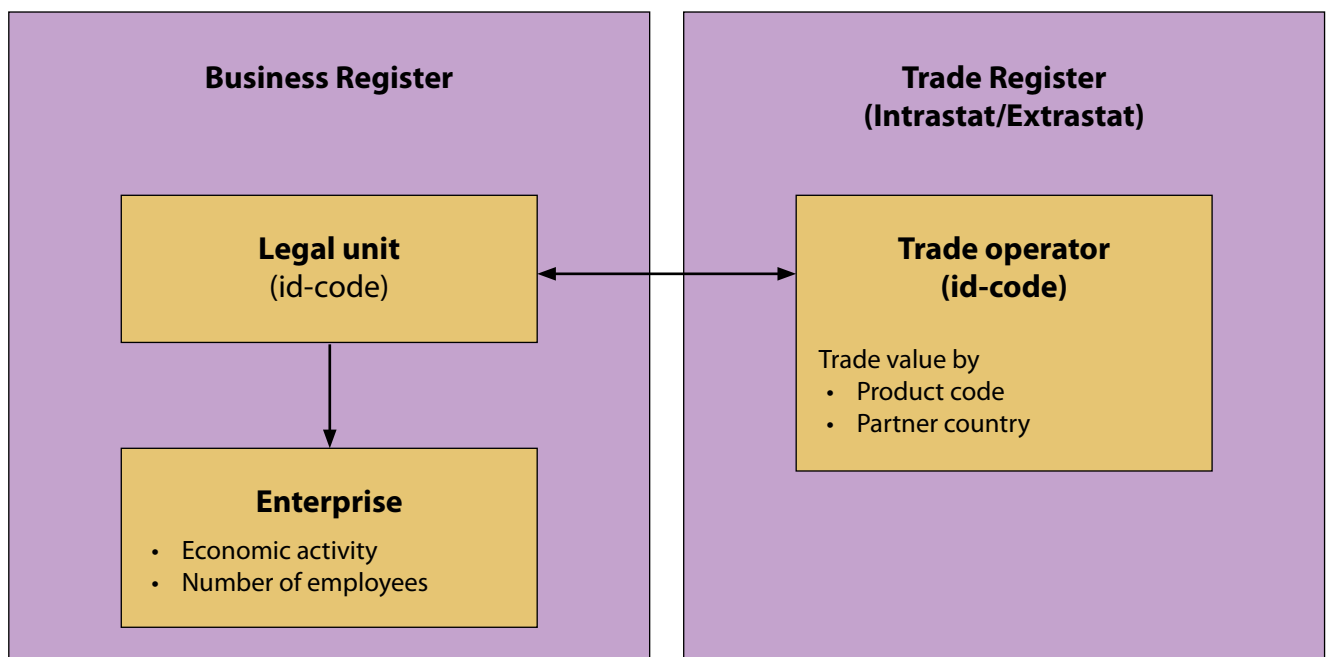 Business Register
Legal unit
(id-code)
Enterprise
• Economic activity
• Number of employees
Trade Register
(Intrastat/Extrastat)
Trade operator
(id-code)
Trade value by
• Product code
• Partner country